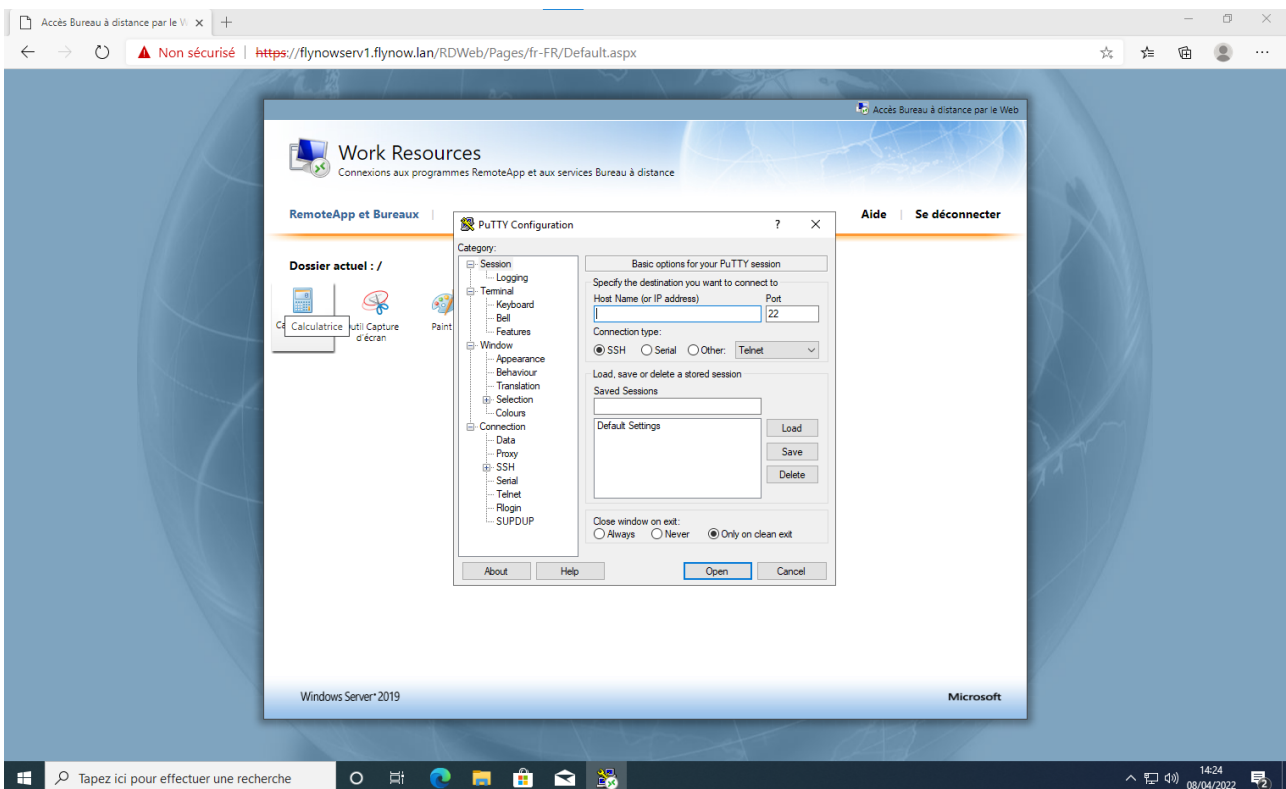 Accès Bureau à distance par le W
Non sécurisé | https://flynowserv1.flynow.lan/RDWeb/Pages/fr-FR/Default.aspx
Accès Bureau à distance par le Web
Work Resources
Connexions aux programmes RemoteApp et aux services Bureau à distance
RemoteApp et Bureaux
Aide | Se déconnecter
Dossier actuel : /
Calculatrice
util Capture
d'écran
Paint
PuTTY Configuration
Category:
Session
Logging
Terminal
Keyboard
Bell
Features
Window
Appearance
Behaviour
Translation
Selection
Colours
Connection
Data
Proxy
SSH
Serial
Telnet
Rlogin
SUPDUP
Basic options for your PuTTY session
Specify the destination you want to connect to
Host Name (or IP address) Port
22
Connection type:
SSH Serial Other: Telnet
Load, save or delete a stored session
Saved Sessions
Default Settings
Load
Save
Delete
Close window on exit:
Always Never Only on clean exit
About Help Open Cancel
Windows Server 2019
Microsoft
Tapez ici pour effectuer une recherche
14:24
08/04/2022
2